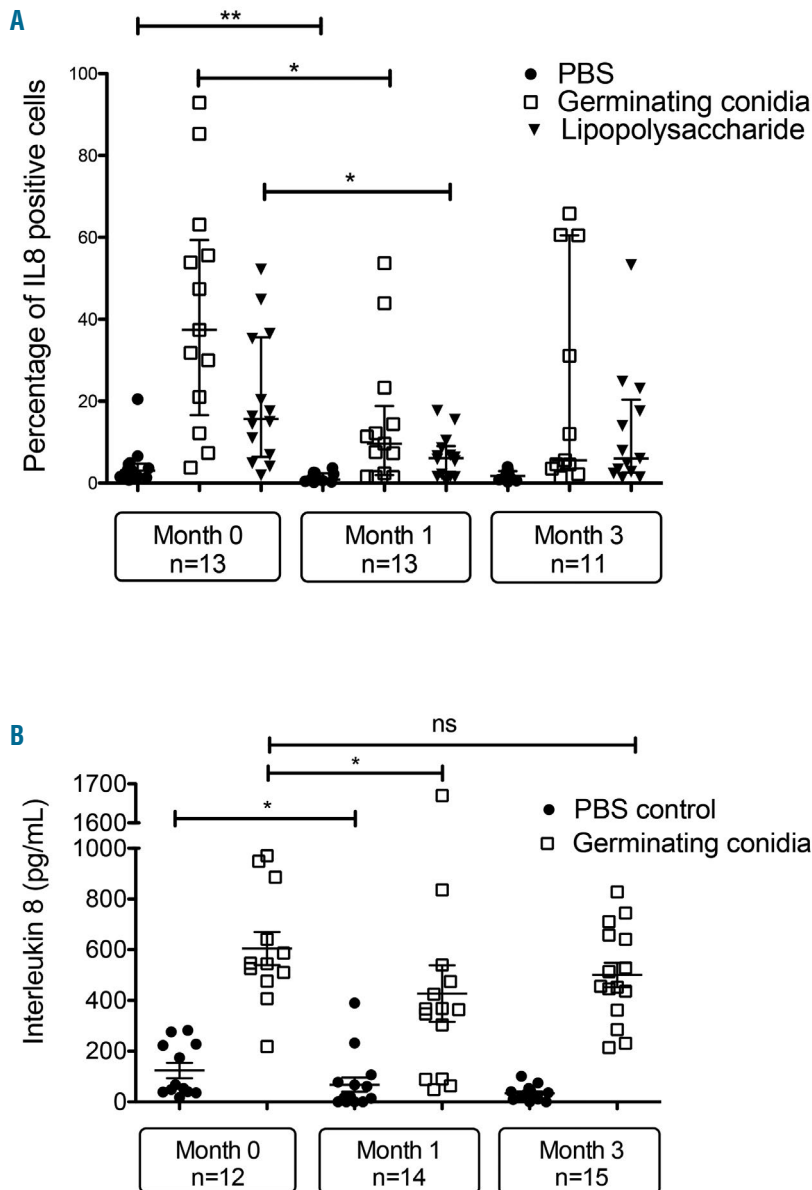 A
**
*
*
PBS
Germinating conidia
Lipopolysaccharide
Percentage of IL8 positive cells
100
80
60
40
20
0
Month 0
n=13
Month 1
n=13
Month 3
n=11
B
ns
*
*
PBS control
Germinating conidia
Interleukin 8 (pg/mL)
1700
1600
1000
800
600
400
200
0
Month 0
n=12
Month 1
n=14
Month 3
n=15